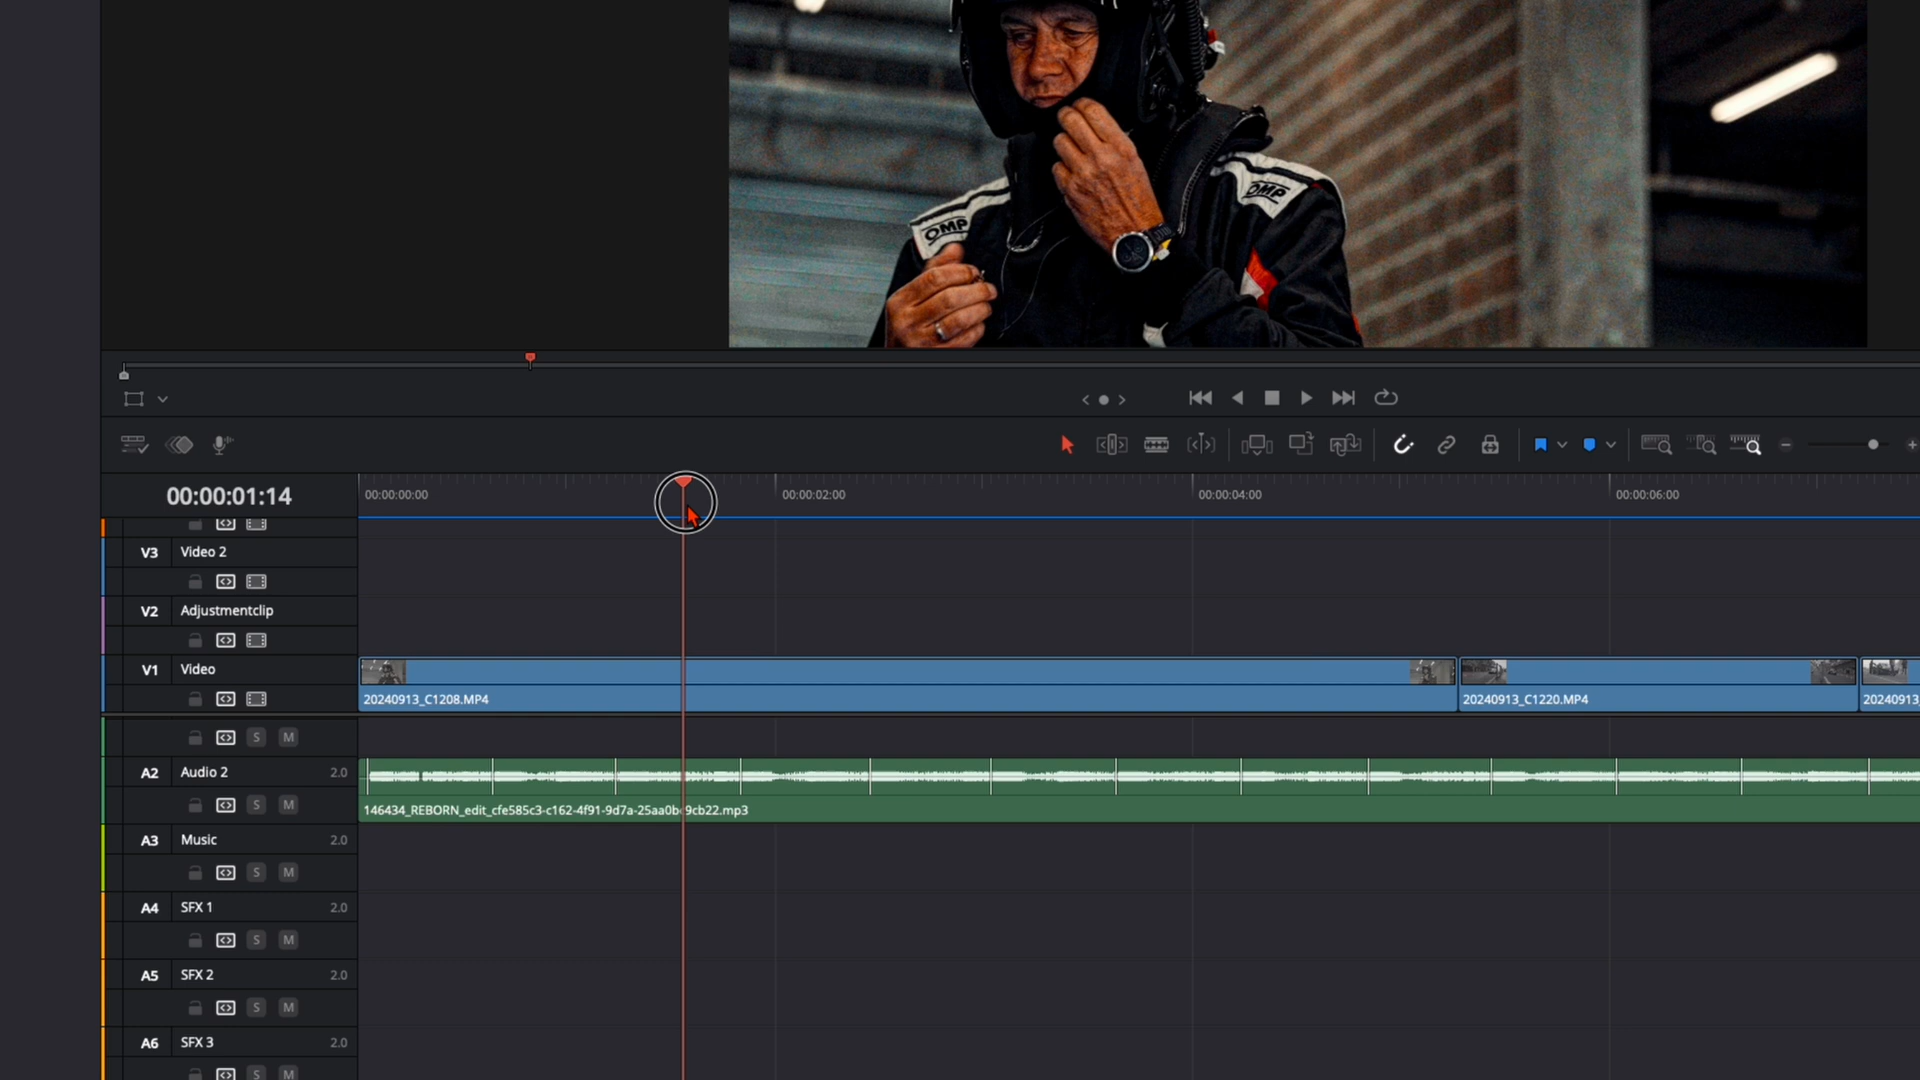 OMP
OMP
00:00:01:14
00:00:00:00
00:00:02:00
00:00:04:00
00:00:06:00
V3 Video 2
V2 Adjustmentclip
V1 Video
20240913_C1208.MP4
20240913_C1220.MP4
20240913
S M
A2 Audio 2 2.0
S M
146434_REBORN_edit_cfe585c3-c162-4f91-9d7a-25aa0b 9cb22.mp3
A3 Music 2.0
S M
A4 SFX 1 2.0
S M
A5 SFX 2 2.0
S M
A6 SFX 3 2.0
S M